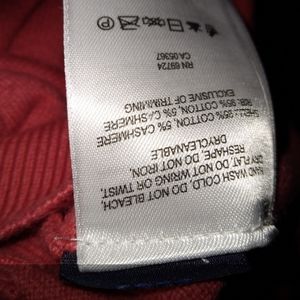 RN 69724
CA 05367
SHELL: 95% COTTON, 5% CASHMERE
RIB: 95% COTTON, 5% CASHMERE
EXCLUSIVE OF TRIMMING
HAND WASH COLD, DO NOT BLEACH,
DO NOT WRING OR TWIST,
DRY FLAT, DO NOT IRON,
RESHAPE,
DRYCLEANABLE